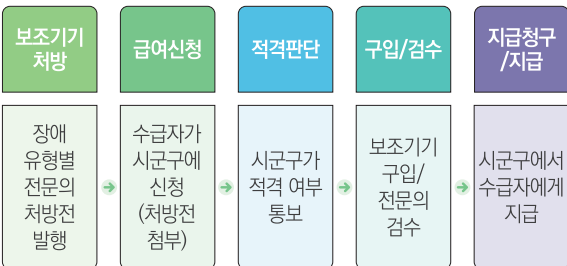 보조기기
처방
급여신청
적격판단
구입/검수
지급청구
/지급
장애
유형별
전문의
처방전
발행
수급자가
시군구에
신청
(처방전
첨부)
시군구가
적격 여부
통보
보조기기
구입/
전문의
검수
시군구에서
수급자에게
지급